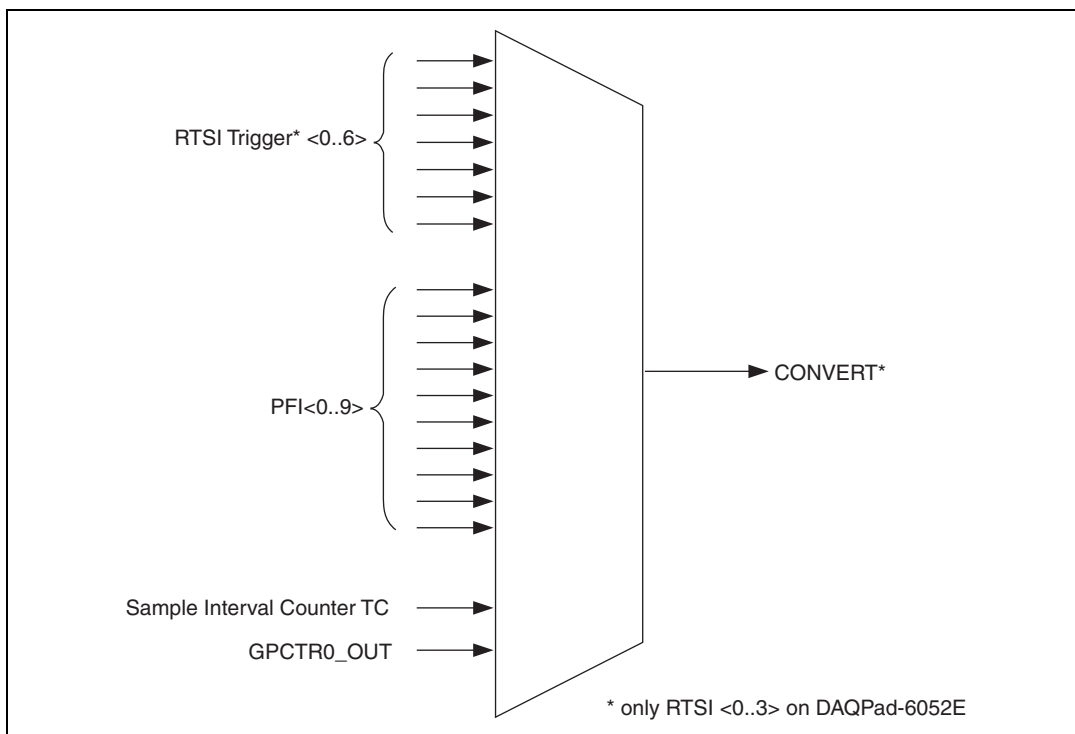 RTSI Trigger* <0..6>
PFI<0..9>
CONVERT*
Sample Interval Counter TC
GPCTR0_OUT
* only RTSI <0..3> on DAQPad-6052E